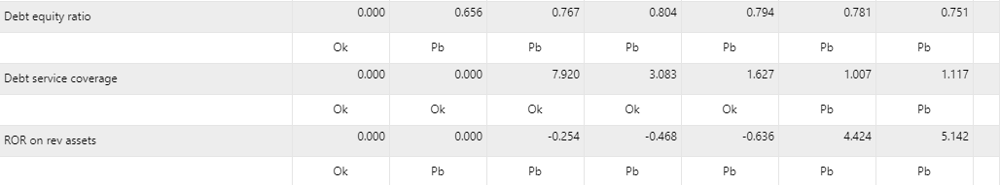 Debt equity ratio 0.000 0.656 0.767 0.804 0.794 0.781 0.751
Ok Pb Pb Pb Pb Pb Pb
Debt service coverage 0.000 0.000 7.920 3.083 1.627 1.007 1.117
Ok Ok Ok Ok Ok Pb Pb
ROR on rev assets 0.000 0.000 -0.254 -0.468 -0.636 4.424 5.142
Ok Pb Pb Pb Pb Pb Pb